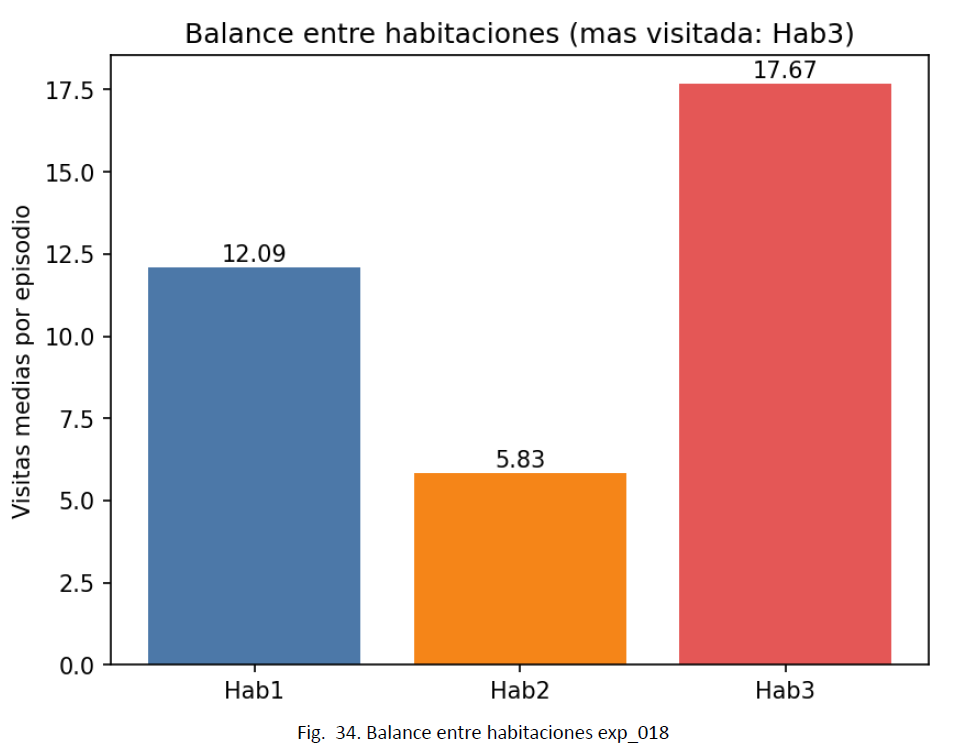 Balance entre habitaciones (mas visitada: Hab3)
17.67
17.5
15.0
12.5
12.09
10.0
7.5
5.83
5.0
2.5
0.0
Visitas medias por episodio
Hab1
Hab2
Hab3
Fig. 34. Balance entre habitaciones exp_018